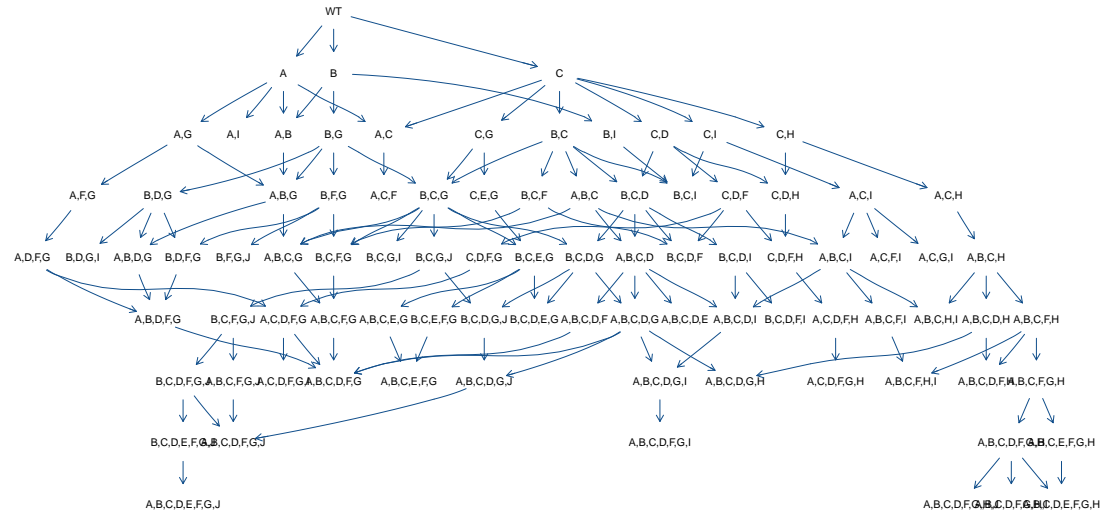 WT
A B C
A,G A,I A,B B,G A,C C,G B,C B,I C,D C,I C,H
A,F,G B,D,G A,B,G B,F,G A,C,F B,C,G C,E,G B,C,F A,B,C B,C,D B,C,I C,D,F C,D,H A,C,I A,C,H
A,D,F,G B,D,G,I A,B,D,G B,D,F,G B,F,G,J A,B,C,G B,C,F,G B,C,G,I B,C,G,J C,D,F,G B,C,E,G B,C,D,G A,B,C,D B,C,D,F B,C,D,I C,D,F,H A,B,C,I A,C,F,I A,C,G,I A,B,C,H
A,B,D,F,G B,C,F,G,J A,C,D,F,G A,B,C,F,G A,B,C,E,G B,C,E,F,G B,C,D,G,J B,C,D,E,G A,B,C,D,F A,B,C,D,G A,B,C,D,E A,B,C,D,I B,C,D,F,I A,C,D,F,H A,B,C,F,I A,B,C,H,I A,B,C,D,H A,B,C,F,H
B,C,D,F,G,J A,B,C,F,G,J A,C,D,F,G,J A,B,C,D,F,G A,B,C,E,F,G A,B,C,D,G,J A,B,C,D,G,I A,B,C,D,G,H A,C,D,F,G,H A,B,C,F,H,I A,B,C,D,F,H A,B,C,F,G,H
B,C,D,E,F,G,J A,B,C,D,F,G,J A,B,C,D,F,G,I A,B,C,D,F,G,H A,B,C,E,F,G,H
A,B,C,D,E,F,G,J A,B,C,D,F,G,H,J A,B,C,D,F,G,H,I A,B,C,D,E,F,G,H